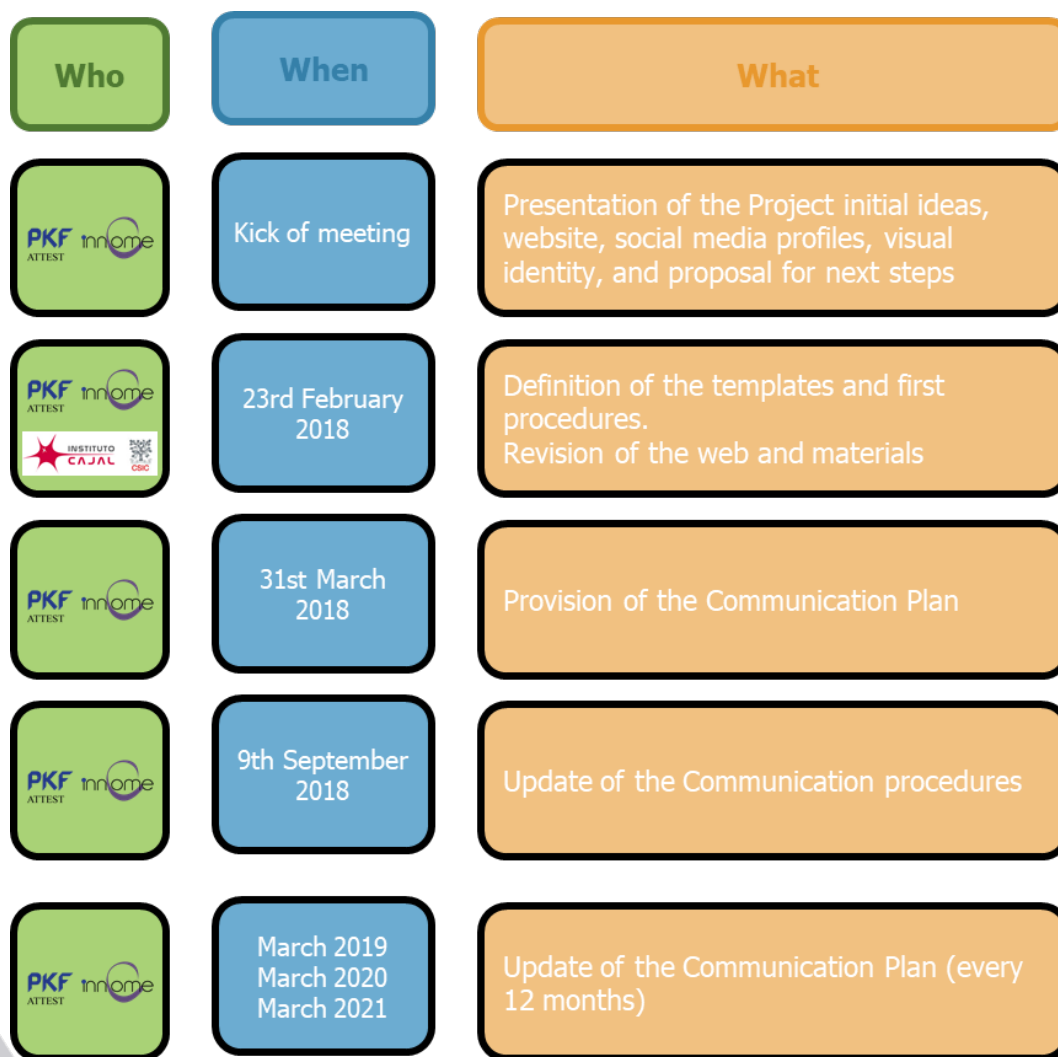 Who
When
What
PKF innome
ATTEST
Kick of meeting
Presentation of the Project initial ideas,
website, social media profiles, visual
identity, and proposal for next steps
PKF innome
ATTEST
INSTITUTO
CAJAL
CSIC
23rd February
2018
Definition of the templates and first
procedures.
Revision of the web and materials
PKF innome
ATTEST
31st March
2018
Provision of the Communication Plan
PKF innome
ATTEST
9th September
2018
Update of the Communication procedures
PKF innome
ATTEST
March 2019
March 2020
March 2021
Update of the Communication Plan (every
12 months)